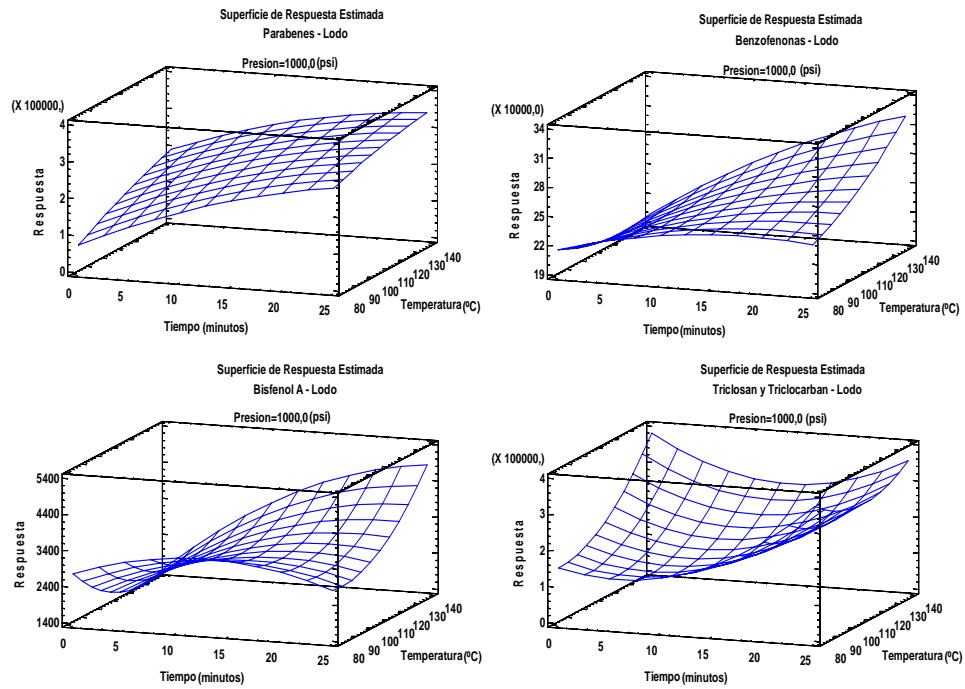 Superficie de Respuesta Estimada
Parabenes - Lodo
Presion=1000,0 (psi)
(X 100000,)
4
3
2
1
0
Respuesta
0
5
10
15
20
25
Tiempo (minutos)
80
90
100
110
120
130
140
Temperatura (ºC)
Superficie de Respuesta Estimada
Benzofenonas - Lodo
Presion=1000,0 (psi)
(X 10000,0)
34
31
28
25
22
19
Respuesta
0
5
10
15
20
25
Tiempo (minutos)
80
90
100
110
120
130
140
Temperatura (ºC)
Superficie de Respuesta Estimada
Bisfenol A - Lodo
Presion=1000,0 (psi)
5400
4400
3400
2400
1400
Respuesta
0
5
10
15
20
25
Tiempo (minutos)
80
90
100
110
120
130
140
Temperatura (ºC)
Superficie de Respuesta Estimada
Triclosan y Triclocarban - Lodo
Presion=1000,0 (psi)
(X 100000,)
4
3
2
1
0
Respuesta
0
5
10
15
20
25
Tiempo (minutos)
80
90
100
110
120
130
140
Temperatura (ºC)